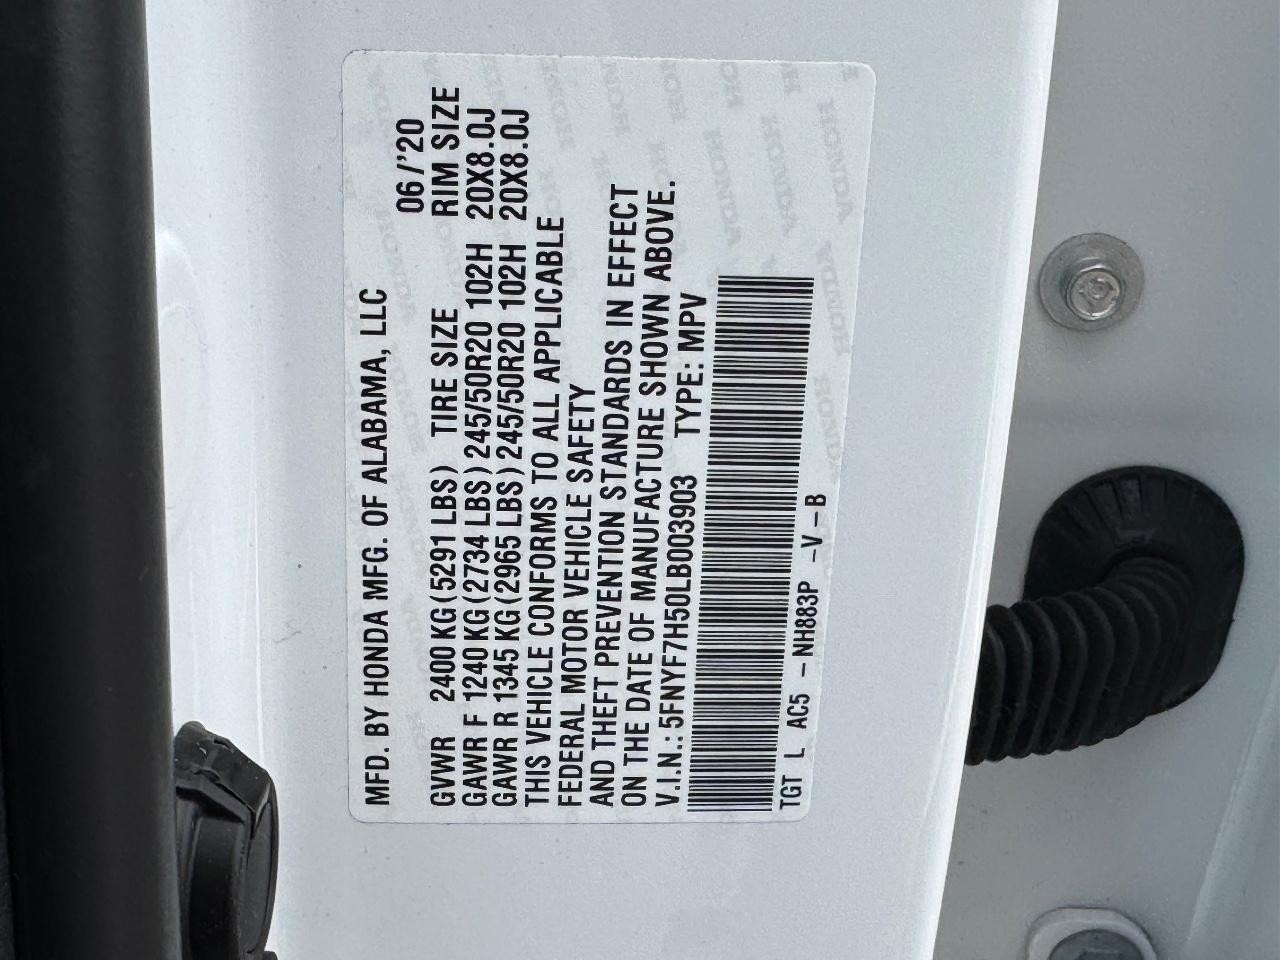 MFD. BY HONDA MFG. OF ALABAMA, LLC 06/'20
GVWR 2400 KG(5291 LBS) TIRE SIZE RIM SIZE
GAWR F 1240 KG(2734 LBS) 245/50R20 102H 20X8.0J
GAWR R 1345 KG(2965 LBS) 245/50R20 102H 20X8.0J
THIS VEHICLE CONFORMS TO ALL APPLICABLE
FEDERAL MOTOR VEHICLE SAFETY
AND THEFT PREVENTION STANDARDS IN EFFECT
ON THE DATE OF MANUFACTURE SHOWN ABOVE.
V.I.N.: 5FNYF7H50LB003903 TYPE: MPV
TGT L AC5 - NH883P -V-B